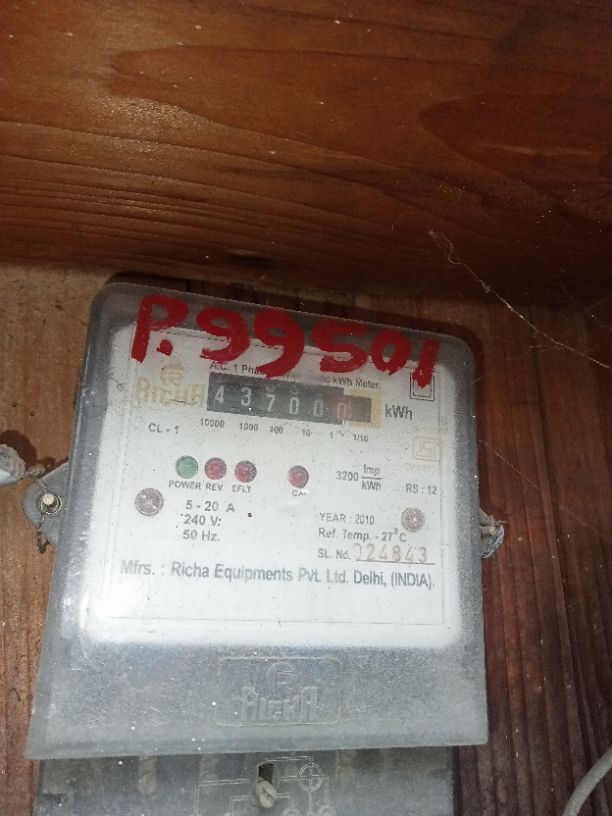 P.99501
A.C. 1 Pha kWh Meter.
RICHA
437000 kWh
CL - 1
10000 1000 100 10 1 1/10
POWER REV. EFLT CAL
3200 Imp/kWh
RS : 12
5 - 20 A
240 V:
50 Hz.
YEAR : 2010
Ref. Temp. - 27°C
SL. No. 024843
Mfrs. : Richa Equipments Pvt. Ltd. Delhi, (INDIA).
RICHA